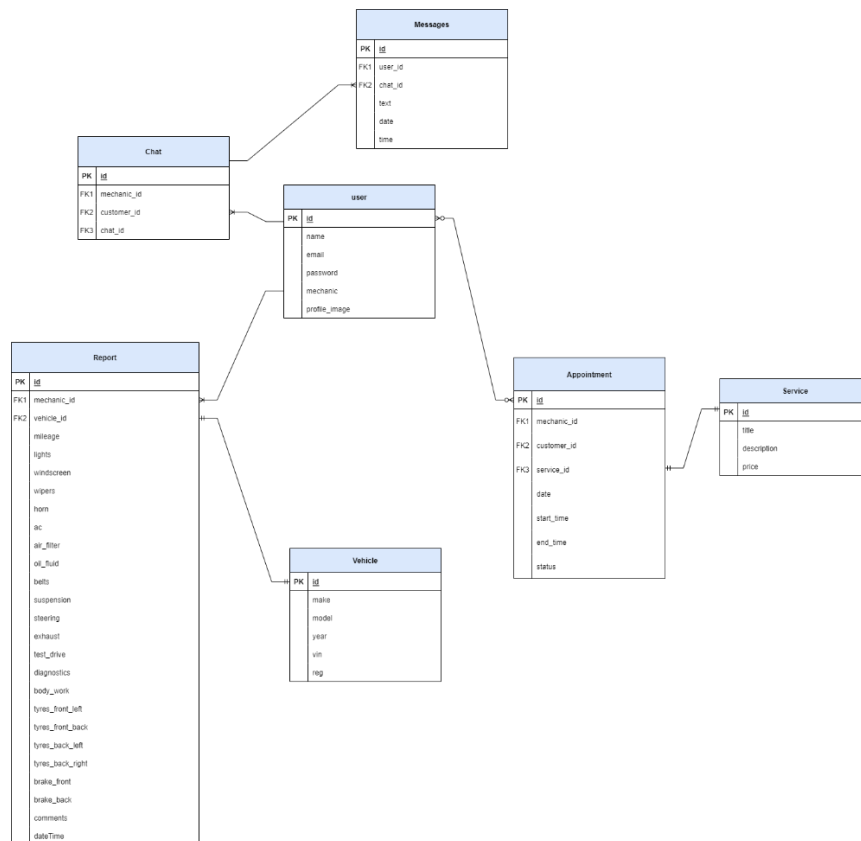 Messages
PK id
FK1 user_id
FK2 chat_id
text
date
time
Chat
PK id
FK1 mechanic_id
FK2 customer_id
FK3 chat_id
user
PK id
name
email
password
mechanic
profile_image
Report
PK id
FK1 mechanic_id
FK2 vehicle_id
mileage
lights
windscreen
wipers
horn
ac
air_filter
oil_fluid
belts
suspension
steering
exhaust
test_drive
diagnostics
body_work
tyres_front_left
tyres_front_back
tyres_back_left
tyres_back_right
brake_front
brake_back
comments
dateTime
Appointment
PK id
FK1 mechanic_id
FK2 customer_id
FK3 service_id
date
start_time
end_time
status
Service
PK id
title
description
price
Vehicle
PK id
make
model
year
vin
reg